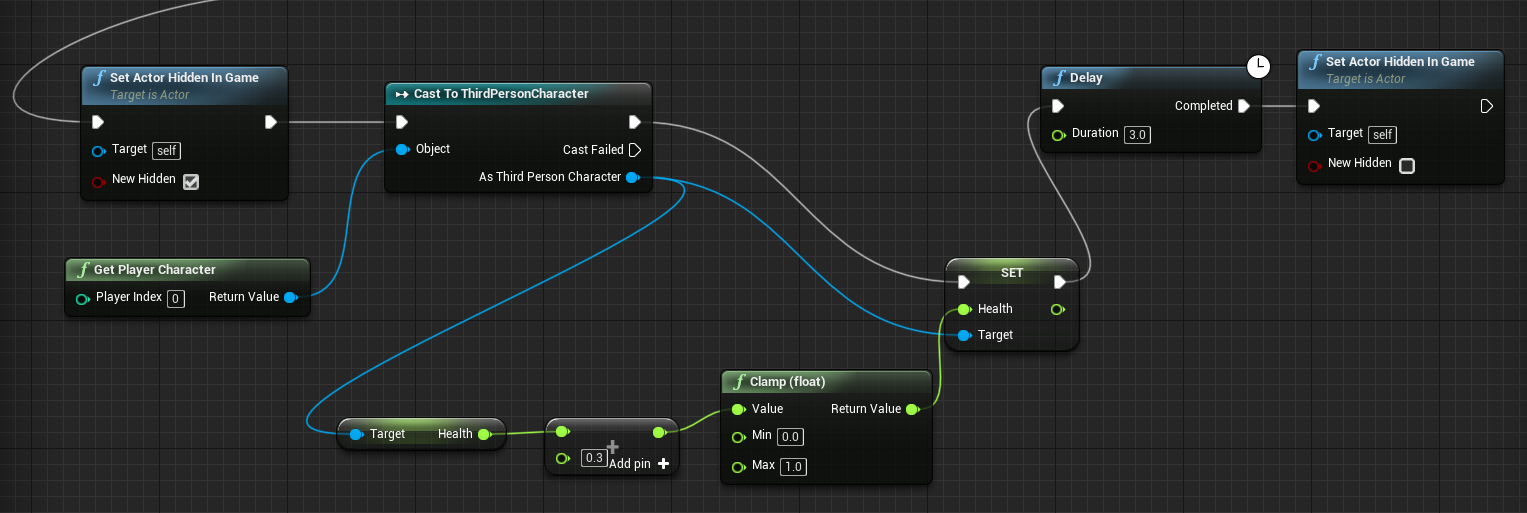 Set Actor Hidden In Game
Target is Actor
Target self
New Hidden
Cast To ThirdPersonCharacter
Object
Cast Failed
As Third Person Character
Get Player Character
Player Index 0 Return Value
Target Health
0.3
Add pin
Clamp (float)
Value Return Value
Min 0.0
Max 1.0
SET
Health
Target
Delay
Completed
Duration 3.0
Set Actor Hidden In Game
Target is Actor
Target self
New Hidden